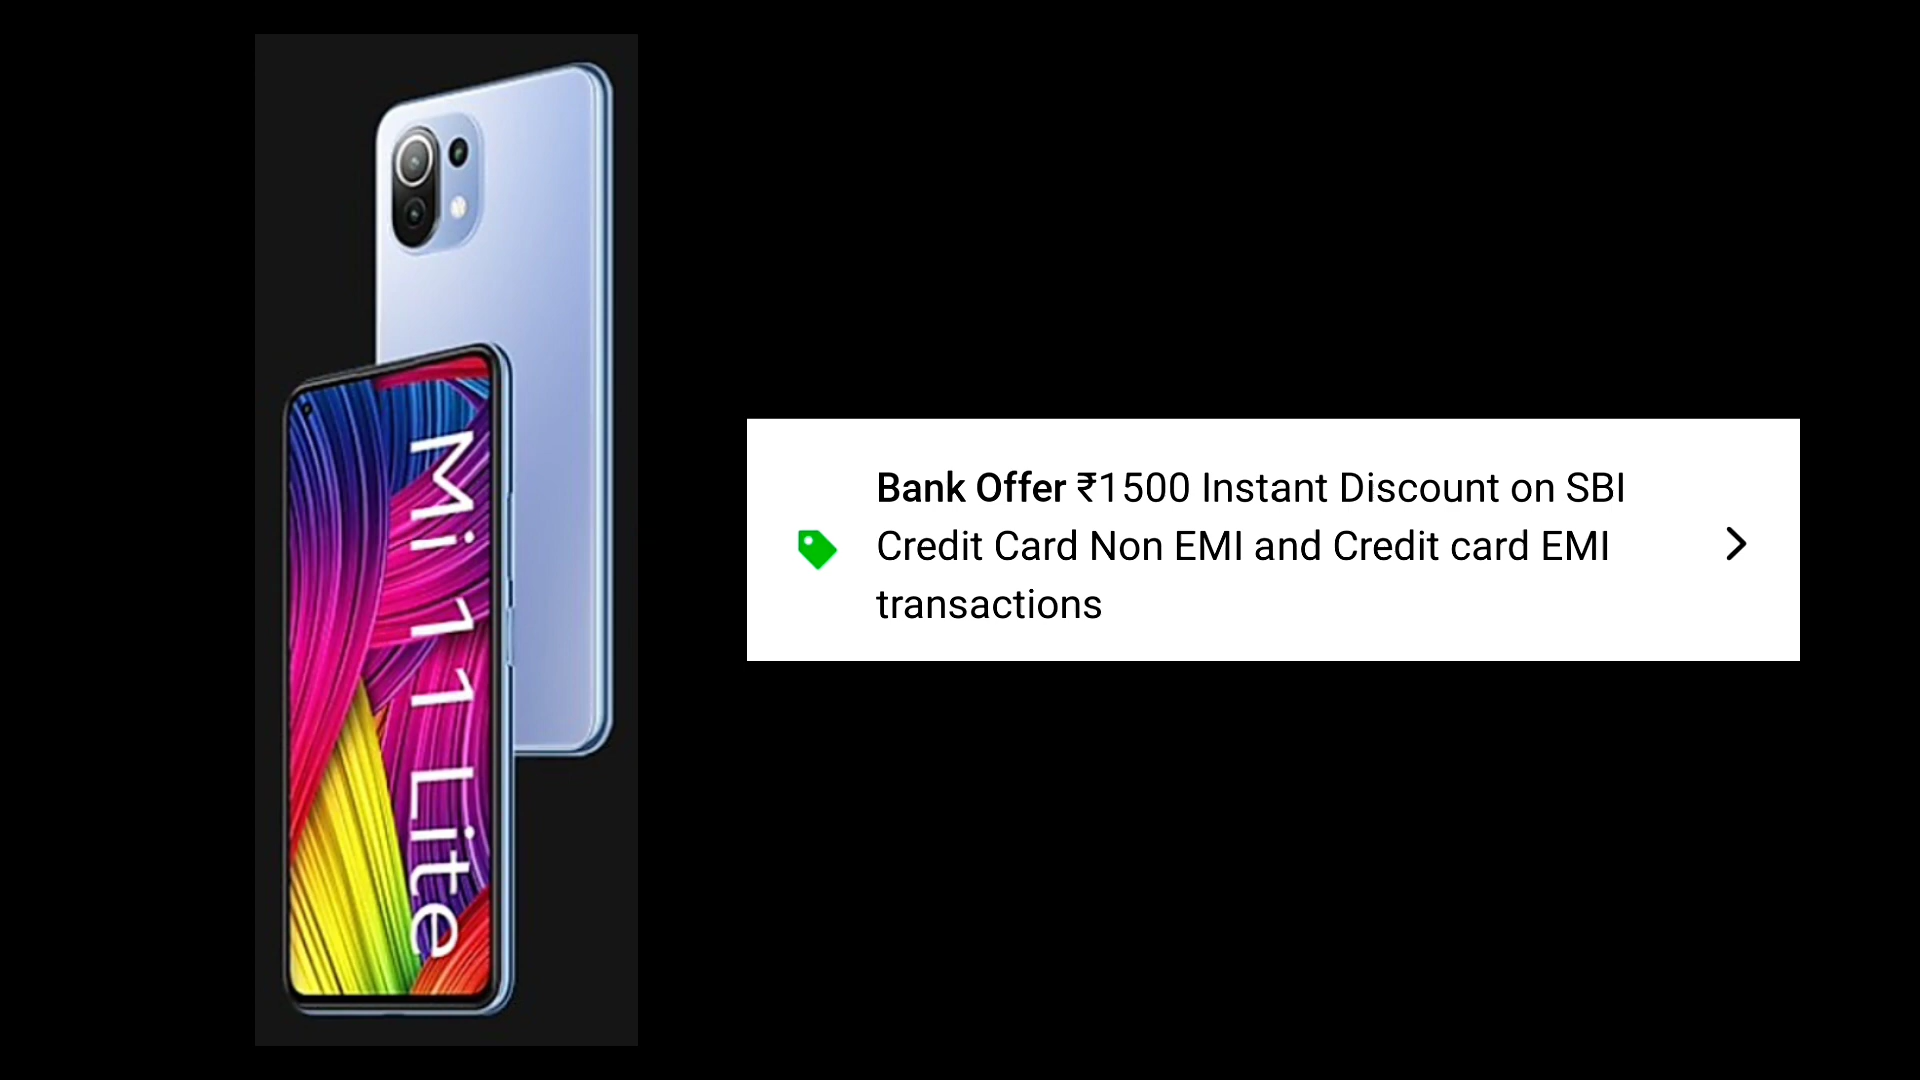 Mi 11 Lite
Bank Offer ₹1500 Instant Discount on SBI
Credit Card Non EMI and Credit card EMI
transactions